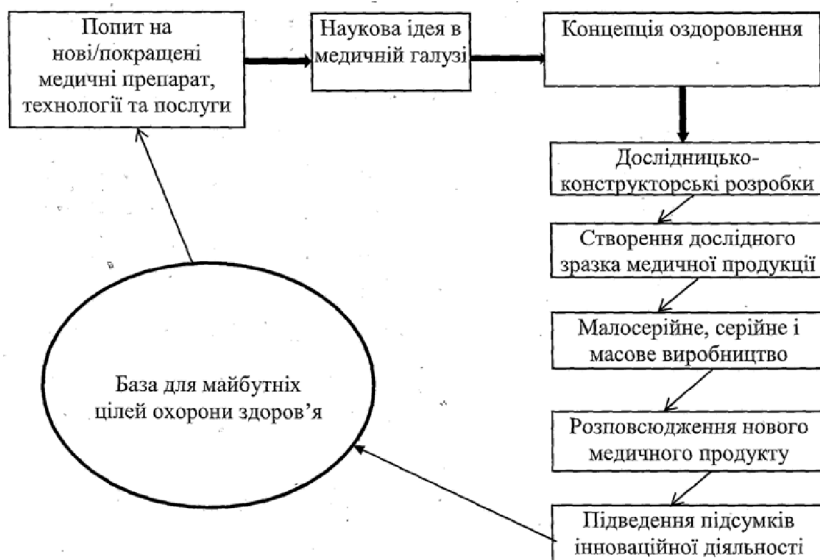 Попит на
нові/покращені
медичні препарат,
технології та послуги
Наукова ідея в
медичній галузі
Концепція оздоровлення
Дослідницько-
конструкторські розробки
Створення дослідного
зразка медичної продукції
Малосерійне, серійне і
масове виробництво
Розповсюдження нового
медичного продукту
Підведення підсумків
інноваційної діяльності
База для майбутніх
цілей охорони здоров’я